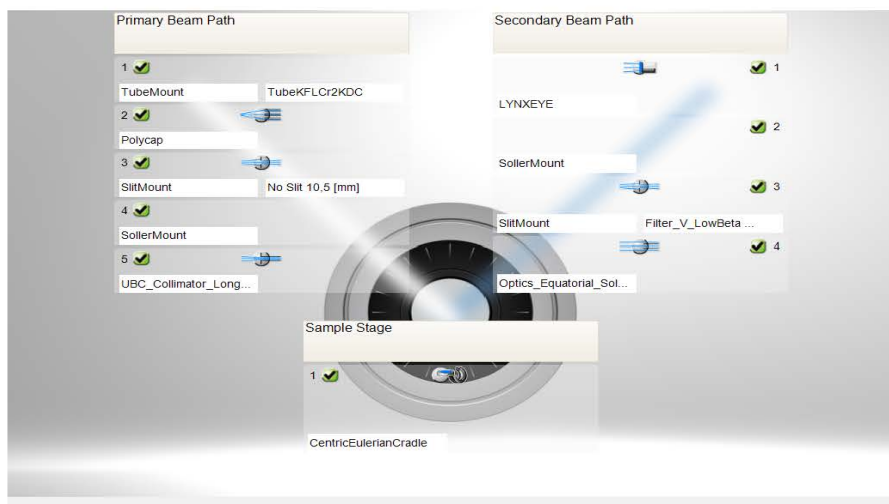 Primary Beam Path
1
TubeMount TubeKFLCr2KDC
2
Polycap
3
SlitMount No Slit 10,5 [mm]
4
SollerMount
5
UBC_Collimator_Long...
Secondary Beam Path
1
LYNXEYE
2
SollerMount
3
SlitMount Filter_V_LowBeta ...
4
Optics_Equatorial_Sol...
Sample Stage
1
CentricEulerianCradle